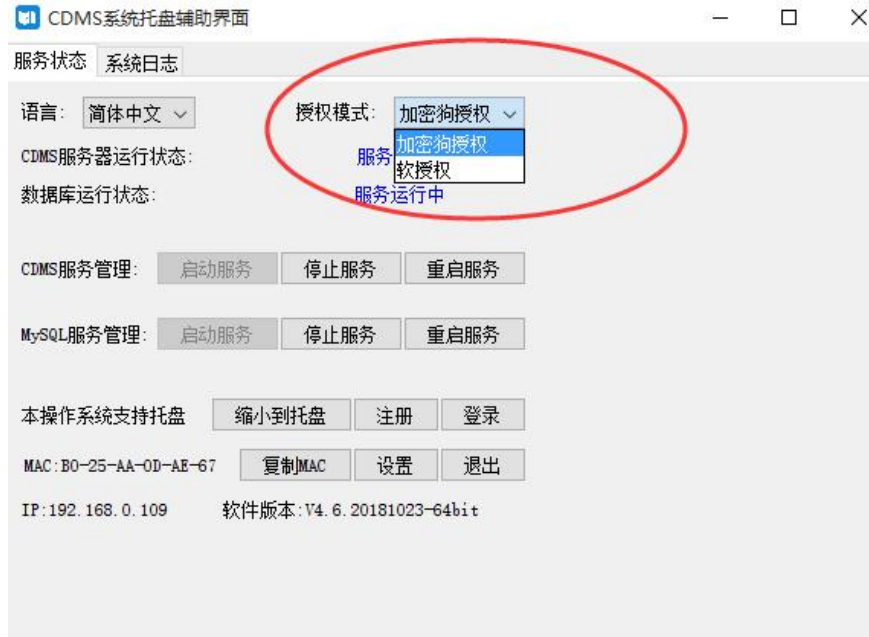 CDMS系统托盘辅助界面
服务状态 系统日志
语言: 简体中文 授权模式: 加密狗授权
加密狗授权
软授权
CDMS服务器运行状态: 服务
数据库运行状态: 服务运行中
CDMS服务管理: 启动服务 停止服务 重启服务
MySQL服务管理: 启动服务 停止服务 重启服务
本操作系统支持托盘 缩小到托盘 注册 登录
MAC:B0-25-AA-0D-AE-67 复制MAC 设置 退出
IP:192.168.0.109 软件版本:V4.6.20181023-64bit